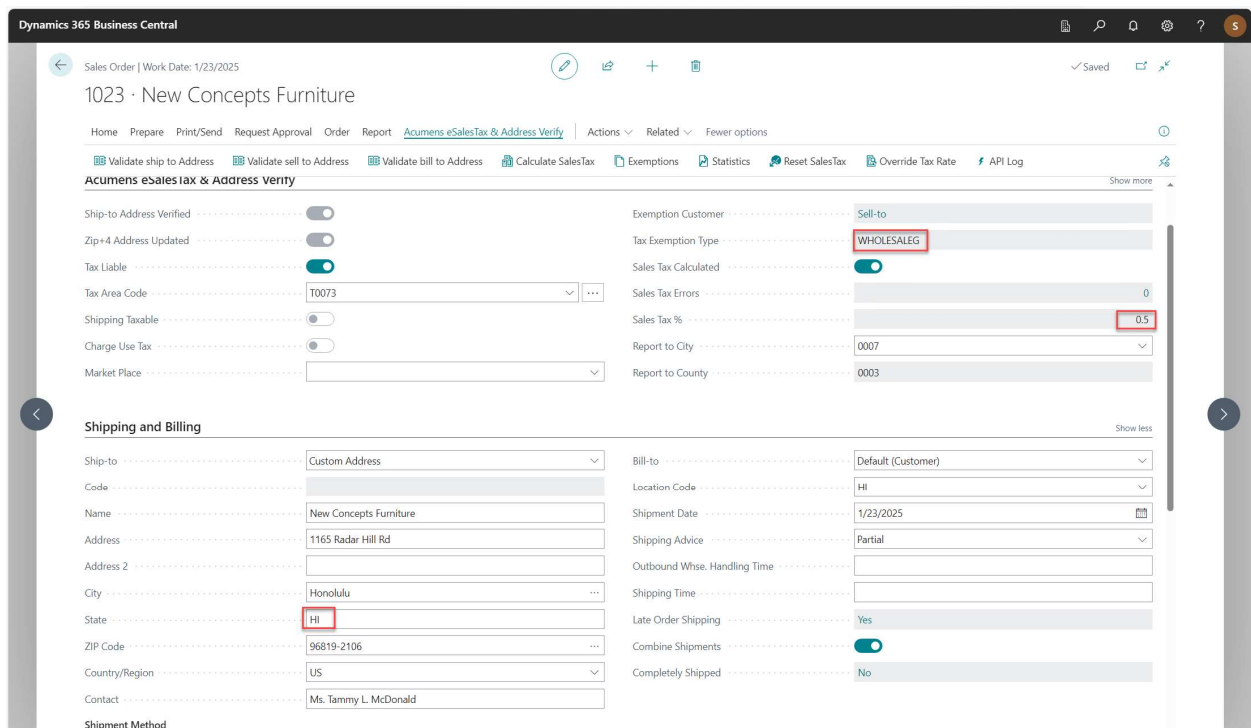 Dynamics 365 Business Central
?
S
Sales Order | Work Date: 1/23/2025
Saved
1023 · New Concepts Furniture
Home Prepare Print/Send Request Approval Order Report Acumens eSalesTax & Address Verify Actions Related Fewer options
Validate ship to Address Validate sell to Address Validate bill to Address Calculate SalesTax Exemptions Statistics Reset SalesTax Override Tax Rate API Log
Acumens eSalesTax & Address Verify Show more
Ship-to Address Verified Exemption Customer Sell-to
Zip+4 Address Updated Tax Exemption Type WHOLESALEG
Tax Liable Sales Tax Calculated
Tax Area Code T0073 Sales Tax Errors 0
Shipping Taxable Sales Tax % 0.5
Charge Use Tax Report to City 0007
Market Place Report to County 0003
Shipping and Billing Show less
Ship-to Custom Address Bill-to Default (Customer)
Code Location Code HI
Name New Concepts Furniture Shipment Date 1/23/2025
Address 1165 Radar Hill Rd Shipping Advice Partial
Address 2 Outbound Whse. Handling Time
City Honolulu Shipping Time
State HI Late Order Shipping Yes
ZIP Code 96819-2106 Combine Shipments
Country/Region US Completely Shipped No
Contact Ms. Tammy L. McDonald
Shipment Method